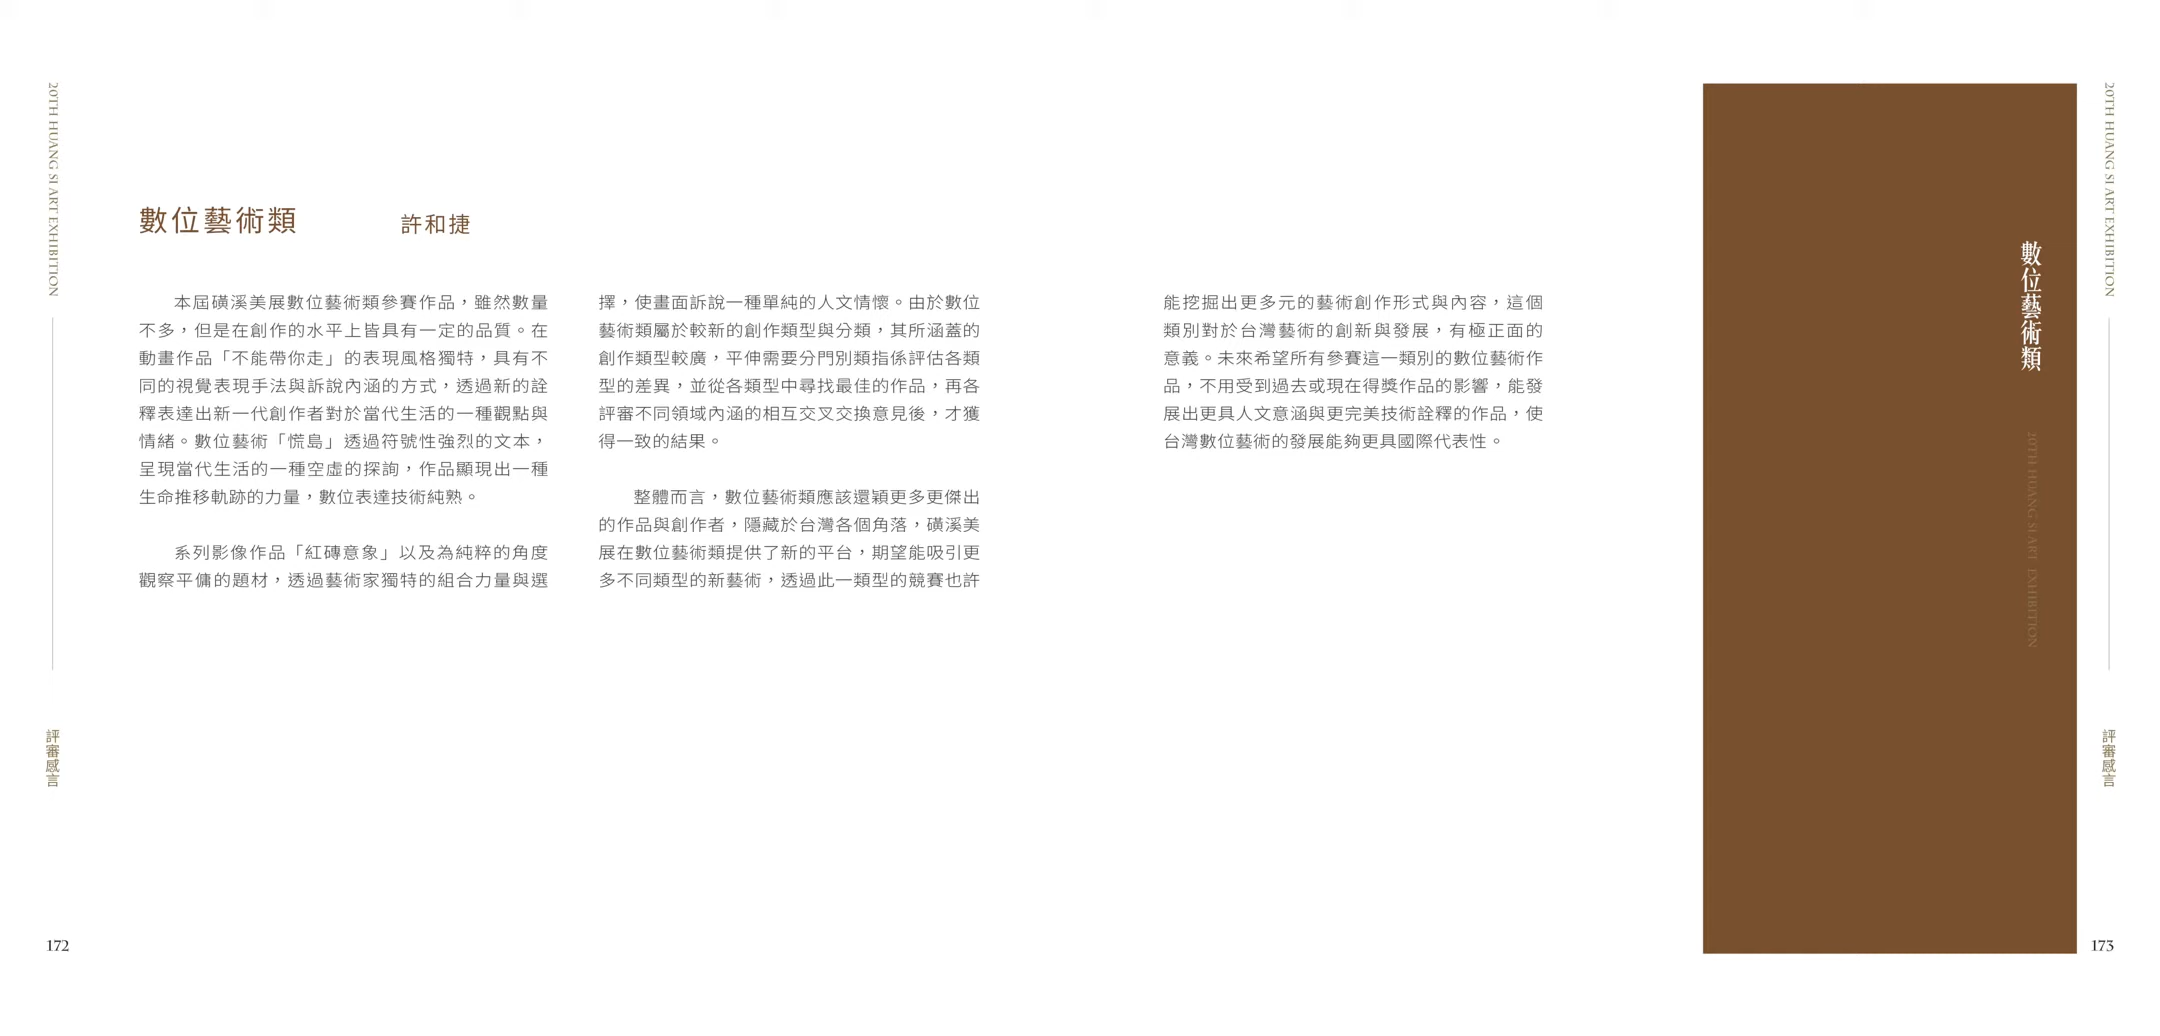 20TH HUANG SI ART EXHIBITION
評審感言
172
數位藝術類
許和捷
本屆磺溪美展數位藝術類參賽作品，雖然數量
不多，但是在創作的水平上皆具有一定的品質。在
動畫作品「不能帶你走」的表現風格獨特，具有不
同的視覺表現手法與訴說內涵的方式，透過新的詮
釋表達出新一代創作者對於當代生活的一種觀點與
情緒。數位藝術「慌島」透過符號性強烈的文本，
呈現當代生活的一種空虛的探詢，作品顯現出一種
生命推移軌跡的力量，數位表達技術純熟。
系列影像作品「紅磚意象」以及為純粹的角度
觀察平傭的題材，透過藝術家獨特的組合力量與選
擇，使畫面訴說一種單純的人文情懷。由於數位
藝術類屬於較新的創作類型與分類，其所涵蓋的
創作類型較廣，平伸需要分門別類指係評估各類
型的差異，並從各類型中尋找最佳的作品，再各
評審不同領域內涵的相互交叉交換意見後，才獲
得一致的結果。
整體而言，數位藝術類應該還穎更多更傑出
的作品與創作者，隱藏於台灣各個角落，磺溪美
展在數位藝術類提供了新的平台，期望能吸引更
多不同類型的新藝術，透過此一類型的競賽也許
能挖掘出更多元的藝術創作形式與內容，這個
類別對於台灣藝術的創新與發展，有極正面的
意義。未來希望所有參賽這一類別的數位藝術作
品，不用受到過去或現在得獎作品的影響，能發
展出更具人文意涵與更完美技術詮釋的作品，使
台灣數位藝術的發展能夠更具國際代表性。
數位藝術類
20TH HUANG SI ART EXHIBITION
20TH HUANG SI ART EXHIBITION
評審感言
173